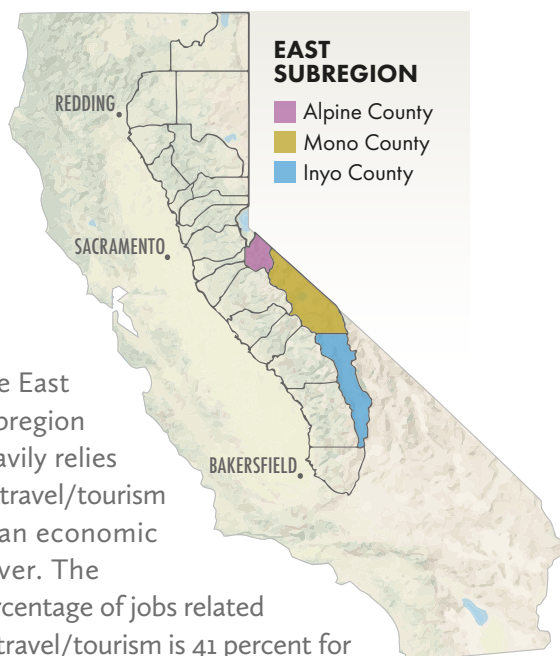 EAST
SUBREGION
Alpine County
Mono County
Inyo County
REDDING
SACRAMENTO
BAKERSFIELD
e East
bregion
avily relies
travel/tourism
an economic
ver. The
rcentage of jobs related
travel/tourism is 41 percent for